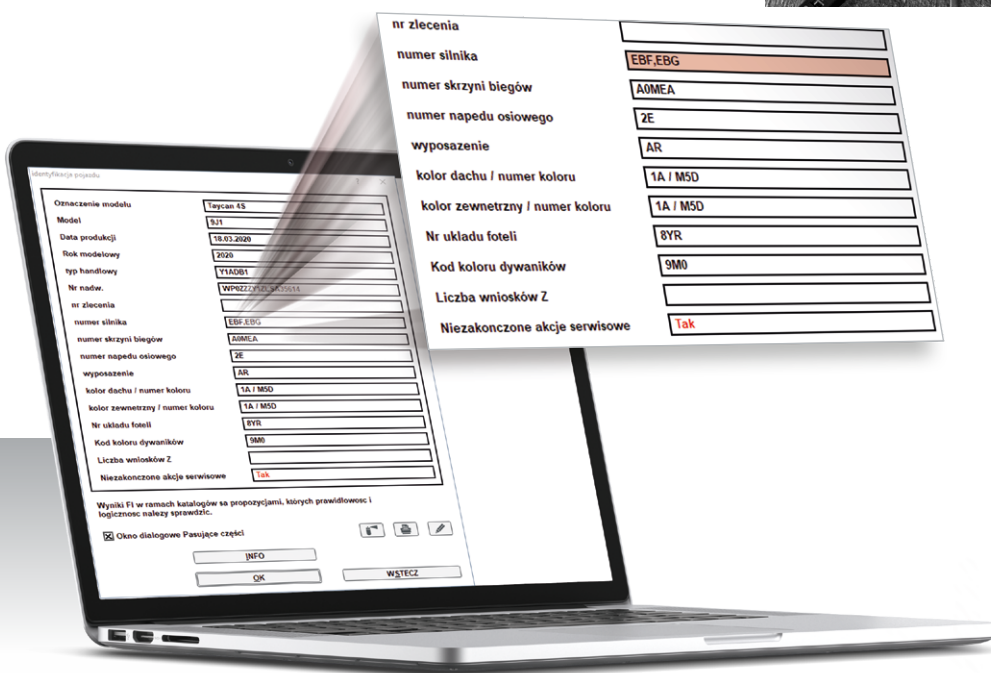 nr zlecenia
numer silnika EBF,EBG
numer skrzyni biegów A0MEA
numer napedu osiowego 2E
wyposazenie AR
kolor dachu / numer koloru 1A / M5D
kolor zewnetrzny / numer koloru 1A / M5D
Nr ukladu foteli 8YR
Kod koloru dywaników 9M0
Liczba wniosków Z
Niezakonczone akcje serwisowe Tak
identyfikacja pojazdu
Oznaczenie modelu Taycan 4S
Model 9J1
Data produkcji 18.03.2020
Rok modelowy 2020
typ handlowy Y1ADB1
Nr nadw.
nr zlecenia
numer silnika EBF,EBG
numer skrzyni biegów A0MEA
numer napedu osiowego 2E
wyposazenie AR
kolor dachu / numer koloru 1A / M5D
kolor zewnetrzny / numer koloru 1A / M5D
Nr ukladu foteli 8YR
Kod koloru dywaników 9M0
Liczba wniosków Z
Niezakonczone akcje serwisowe Tak
Wyniki FI w ramach katalogów sa propozycjami, których prawidlowosc i
logicznosc nalezy sprawdzic.
Okno dialogowe Pasujące części
INFO
OK WSTECZ